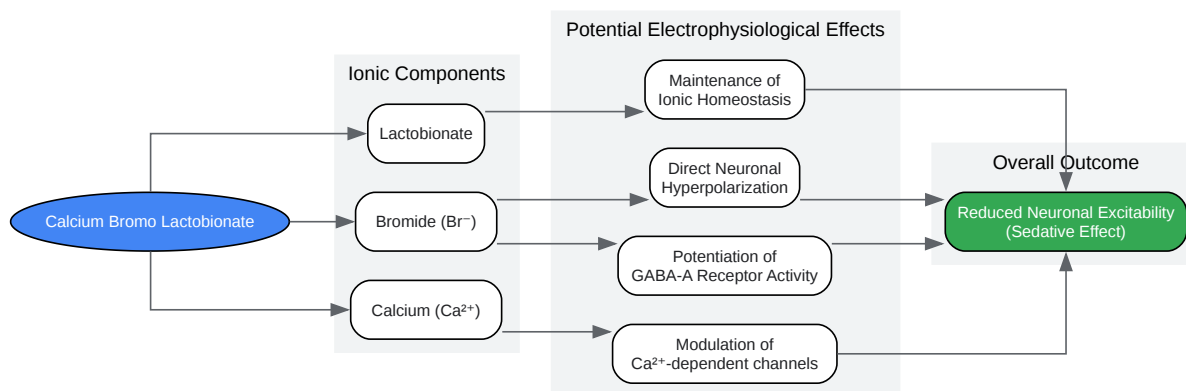 Potential Electrophysiological Effects
Ionic Components
Maintenance of
Ionic Homeostasis
Lactobionate
Direct Neuronal
Hyperpolarization
Overall Outcome
Calcium Bromo Lactobionate
Bromide (Br⁻)
Reduced Neuronal Excitability
(Sedative Effect)
Potentiation of
GABA-A Receptor Activity
Calcium (Ca²⁺)
Modulation of
Ca²⁺-dependent channels